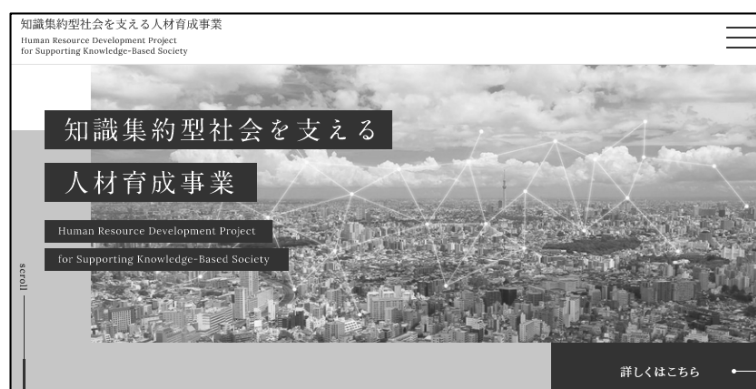 知識集約型社会を支える人材育成事業
Human Resource Development Project
for Supporting Knowledge-Based Society
知識集約型社会を支える
人材育成事業
Human Resource Development Project
for Supporting Knowledge-Based Society
scroll
詳しくはこちら